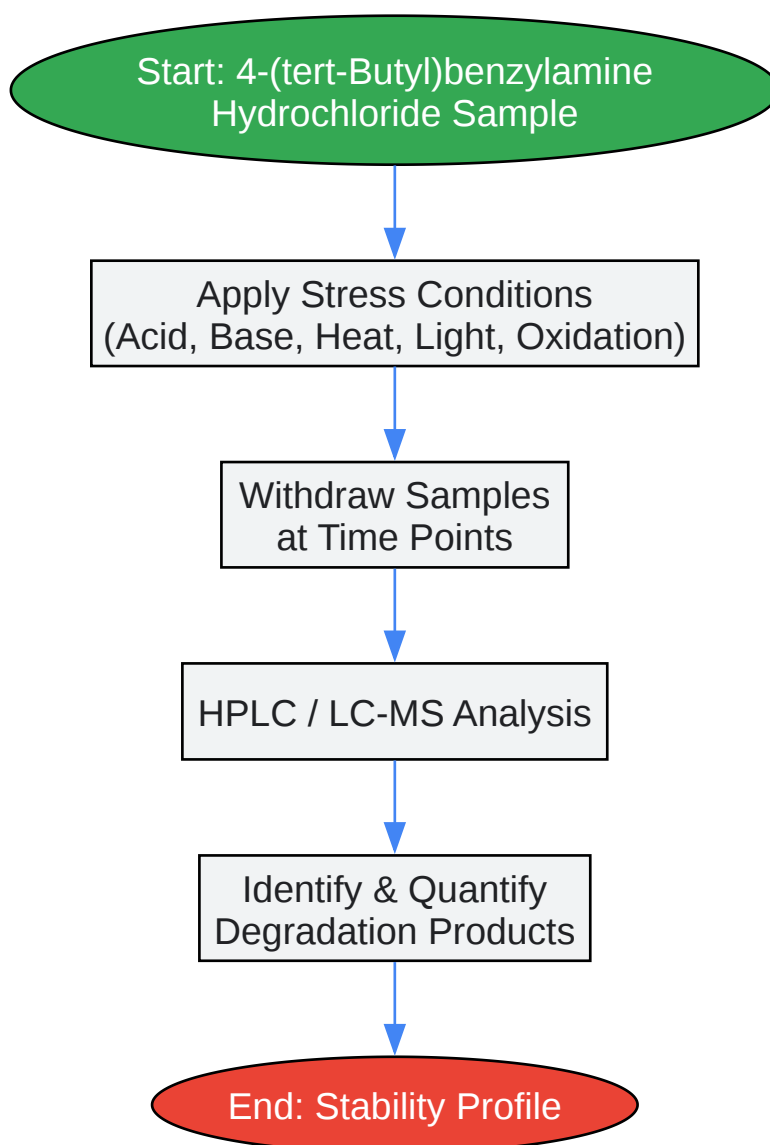 Start: 4-(tert-Butyl)benzylamine
Hydrochloride Sample
Apply Stress Conditions
(Acid, Base, Heat, Light, Oxidation)
Withdraw Samples
at Time Points
HPLC / LC-MS Analysis
Identify & Quantify
Degradation Products
End: Stability Profile